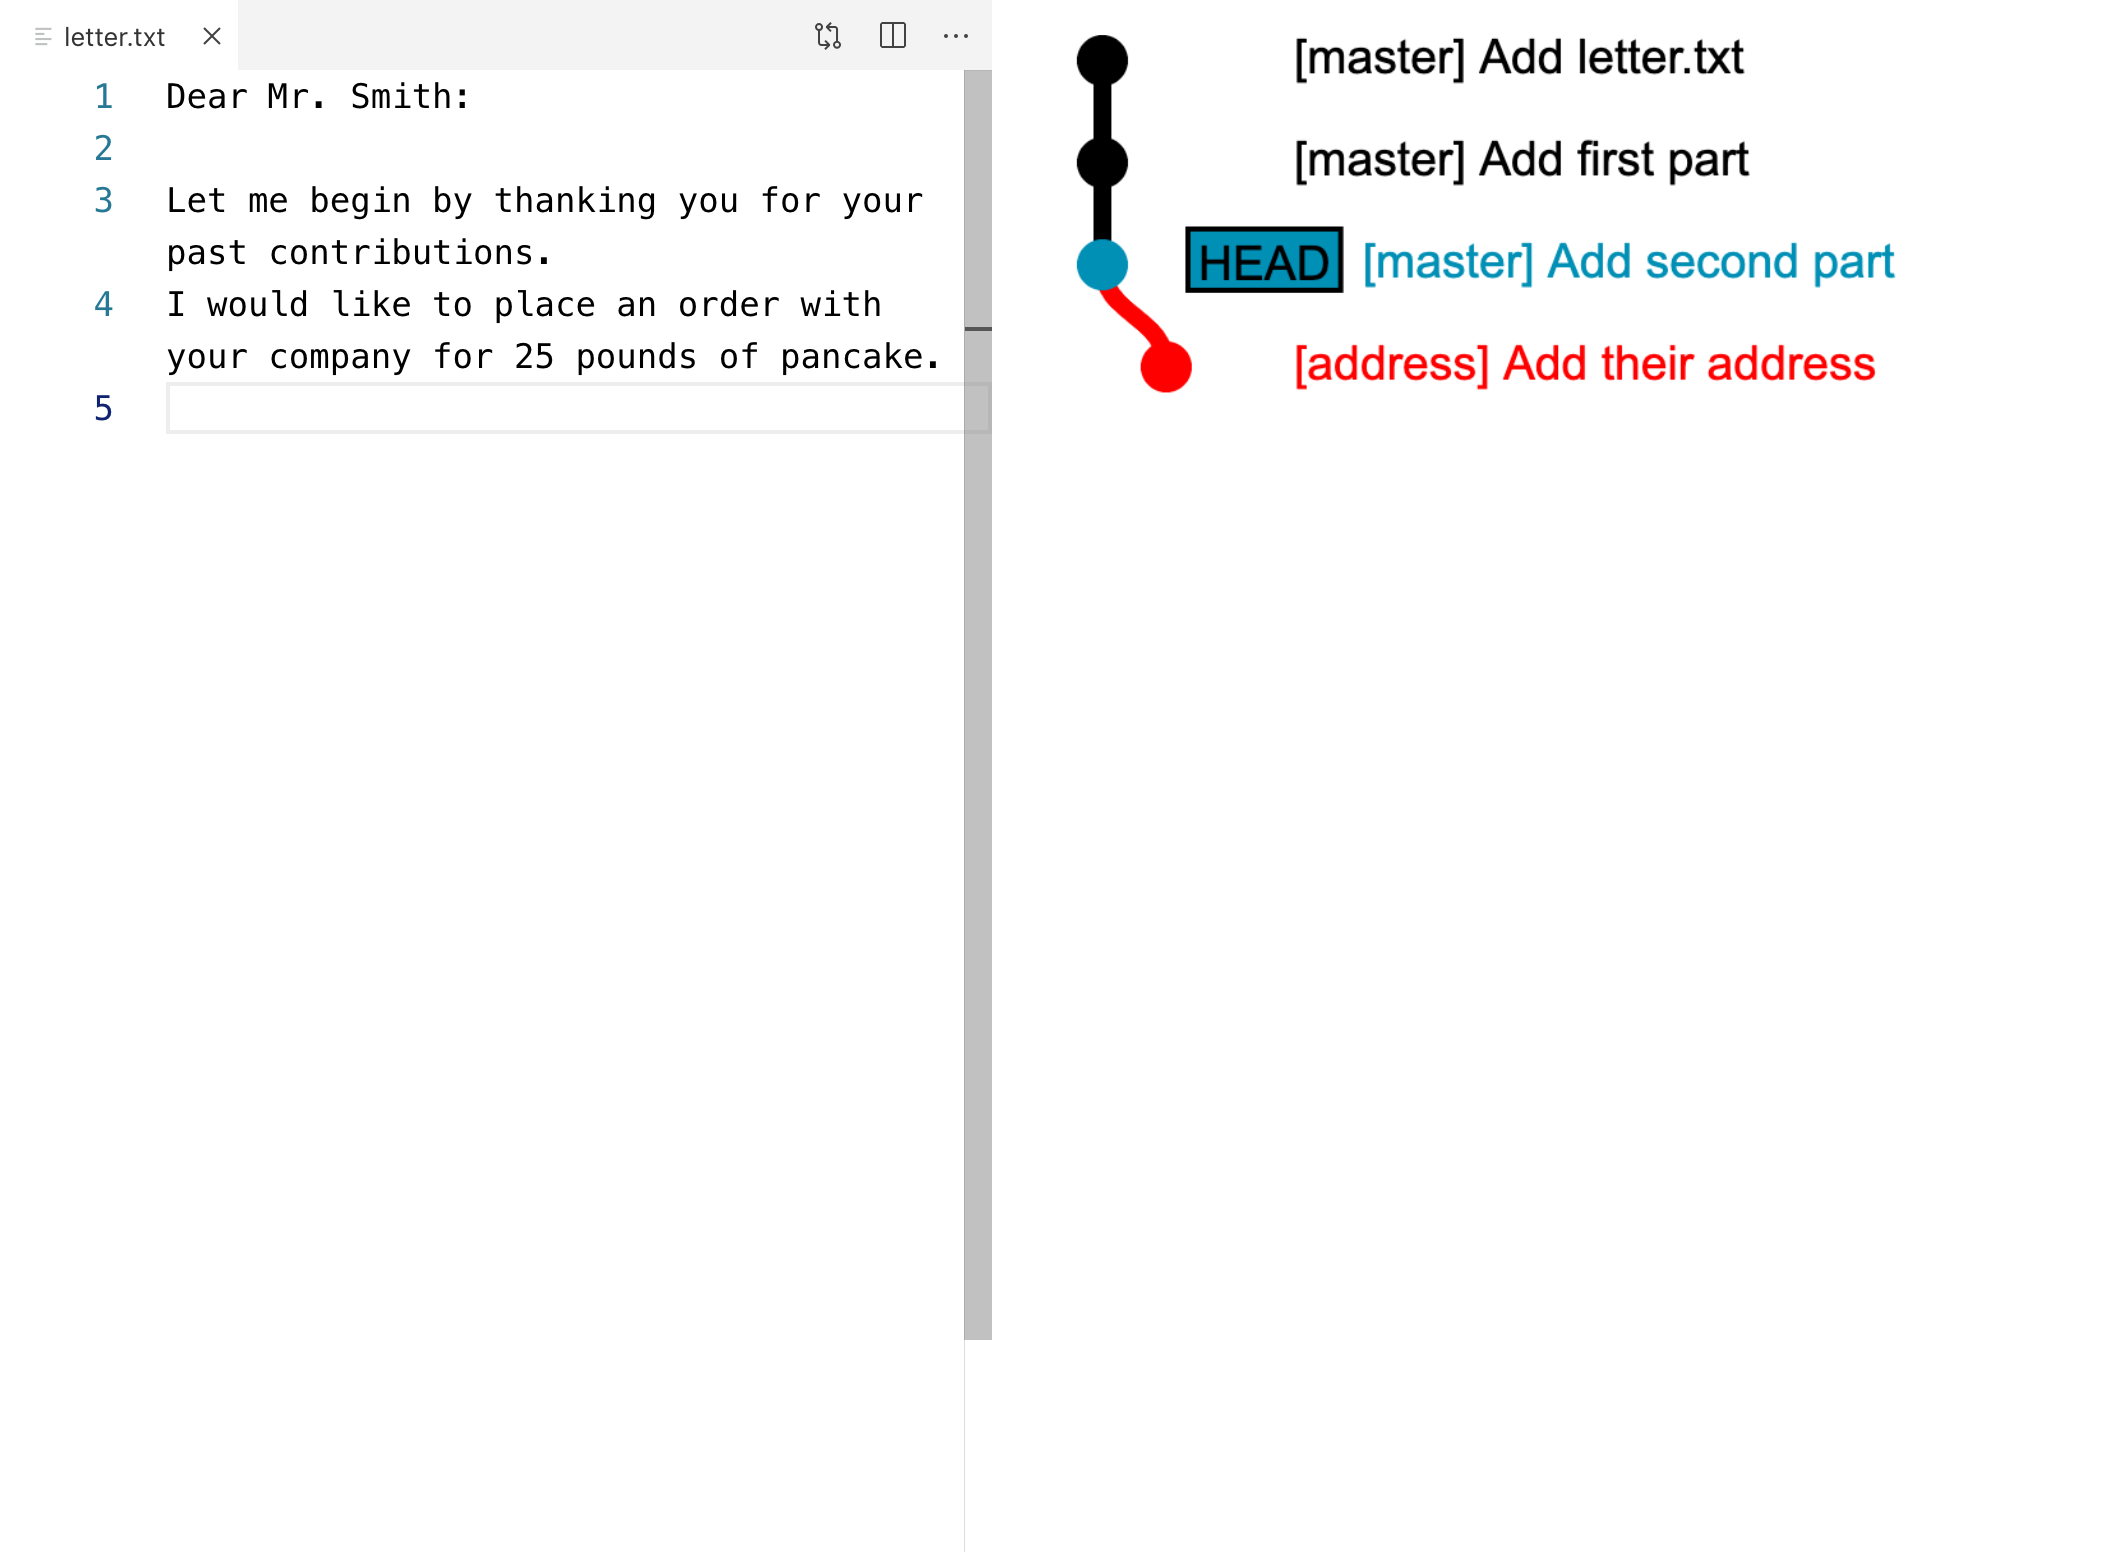 letter.txt
1 Dear Mr. Smith:
2
3 Let me begin by thanking you for your
past contributions.
4 I would like to place an order with
your company for 25 pounds of pancake.
5
[master] Add letter.txt
[master] Add first part
HEAD [master] Add second part
[address] Add their address